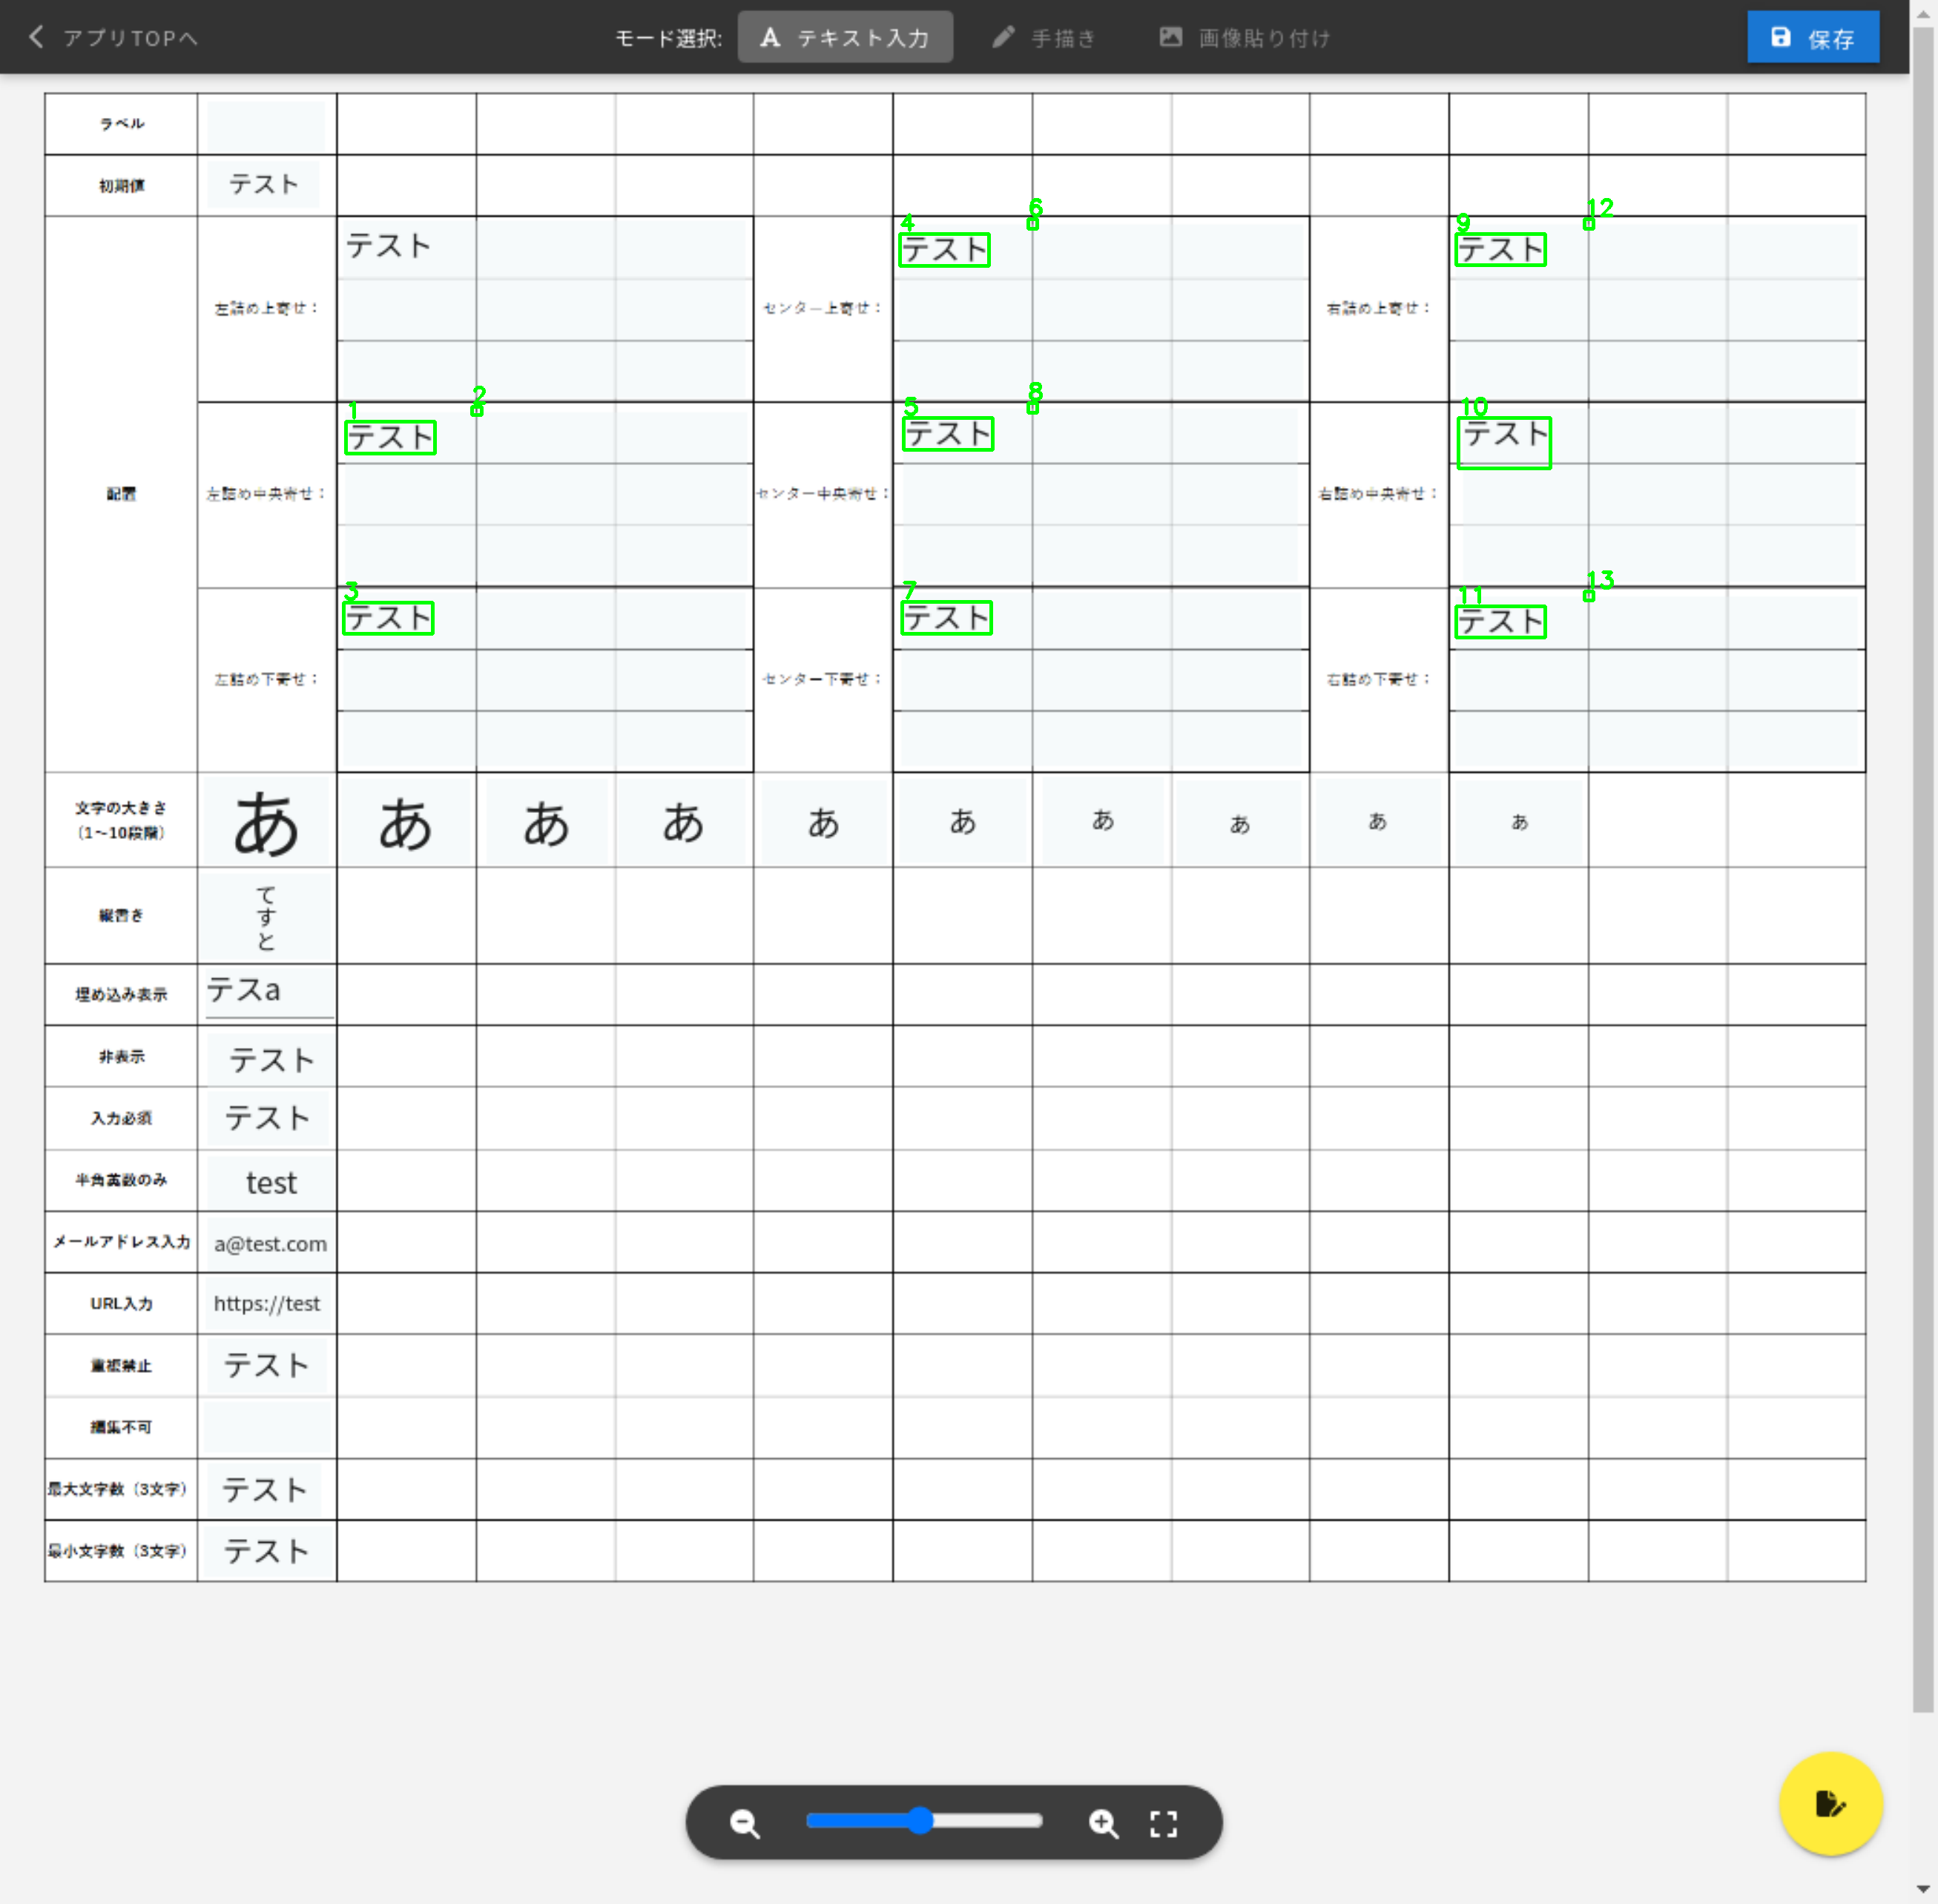 アプリTOPへ
モード選択:
テキスト入力
手描き
画像貼り付け
保存
ラベル
初期値
テスト
配置
左詰め上寄せ：
テスト
センター上寄せ：
4
テスト
6
右詰め上寄せ：
9
テスト
12
左詰め中央寄せ：
1
テスト
2
センター中央寄せ：
5
テスト
8
右詰め中央寄せ：
10
テスト
左詰め下寄せ：
3
テスト
センター下寄せ：
7
テスト
右詰め下寄せ：
11
テスト
13
文字の大きさ
（1〜10段階）
あ
あ
あ
あ
あ
あ
あ
あ
あ
あ
縦書き
てすと
埋め込み表示
テスa
非表示
テスト
入力必須
テスト
半角英数のみ
test
メールアドレス入力
a@test.com
URL入力
https://test
重複禁止
テスト
編集不可
最大文字数（3文字）
テスト
最小文字数（3文字）
テスト